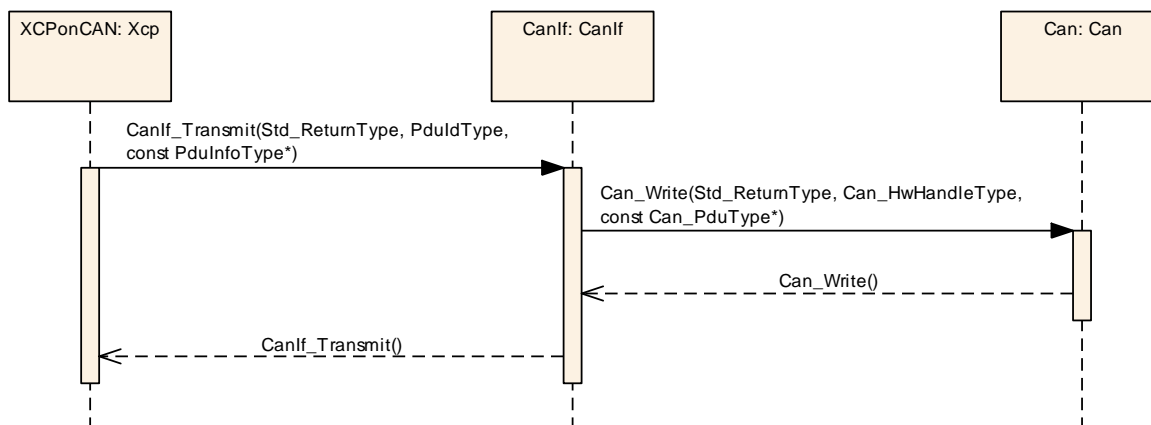 XCPonCAN: Xcp
CanIf: CanIf
Can: Can
CanIf_Transmit(Std_ReturnType, PduIdType,
const PduInfoType*)
Can_Write(Std_ReturnType, Can_HwHandleType,
const Can_PduType*)
Can_Write()
CanIf_Transmit()